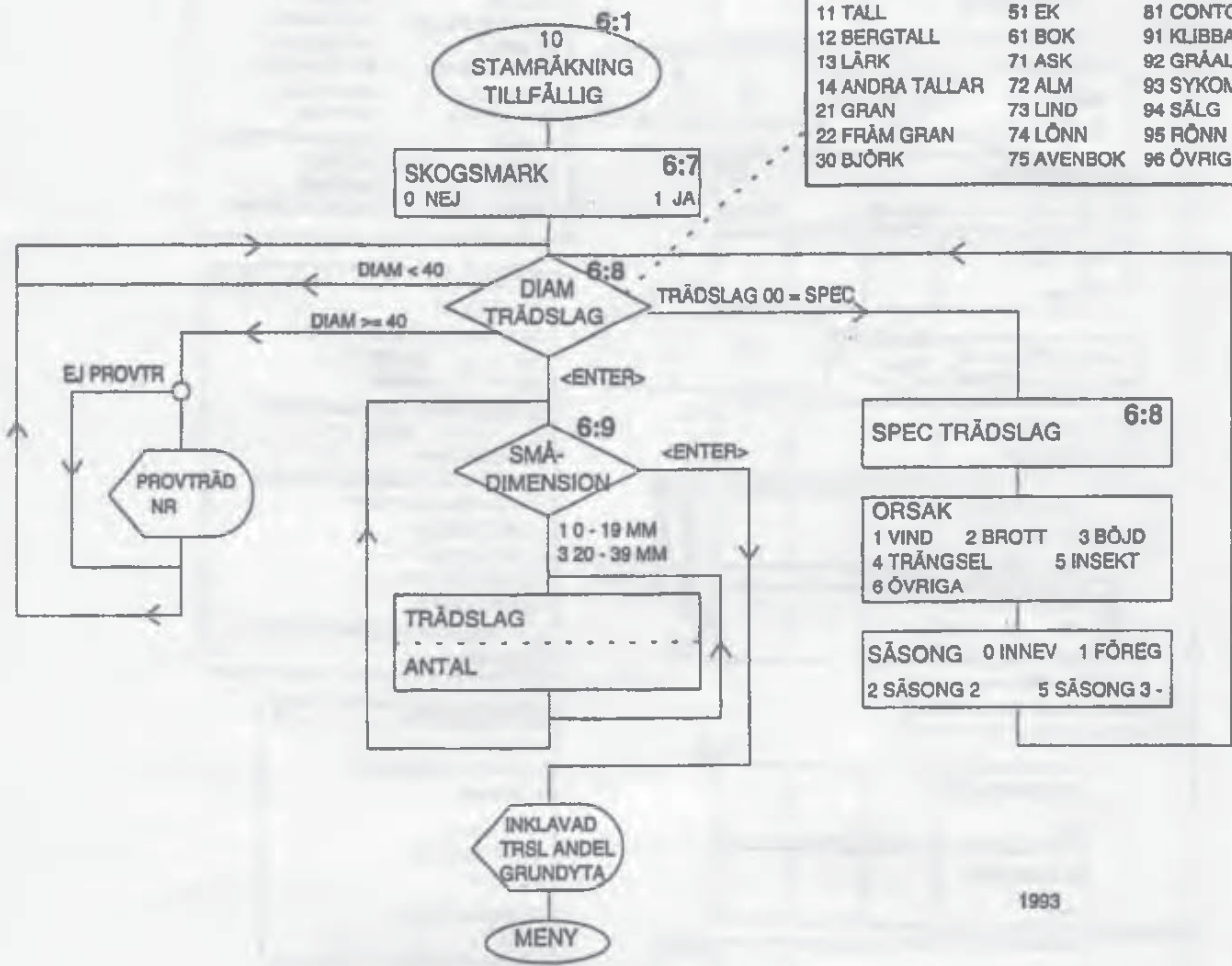 6:1
10
STAMRÄKNING
TILLFÄLLIG
11 TALL 51 EK
12 BERGTALL 61 BOK
13 LÄRK 71 ASK
14 ANDRA TALLAR 72 ALM
21 GRAN 73 LIND 94 SÄLG
22 FRÄM GRAN 74 LÖNN 95 RÖNN
30 BJÖRK 75 AVENBOK 96 ÖVRIG
81 CONTO
91 KLIBBA
92 GRÅAL
93 SYKOM
SKOGSMARK 6:7
0 NEJ 1 JA
DIAM < 40
6:8
DIAM
TRÄDSLAG
TRÄDSLAG 00 = SPEC
DIAM >= 40
EJ PROVTR
<ENTER>
PROVTRÄD
NR
6:9
SMÅ-
DIMENSION
<ENTER>
1 0 - 19 MM
3 20 - 39 MM
TRÄDSLAG
ANTAL
6:8
SPEC TRÄDSLAG
ORSAK
1 VIND 2 BROTT 3 BÖJD
4 TRÄNGSEL 5 INSEKT
6 ÖVRIGA
SÄSONG 0 INNEV 1 FÖREG
2 SÄSONG 2 5 SÄSONG 3 -
INKLAVAD
TRSL ANDEL
GRUNDYTA
MENY
1993